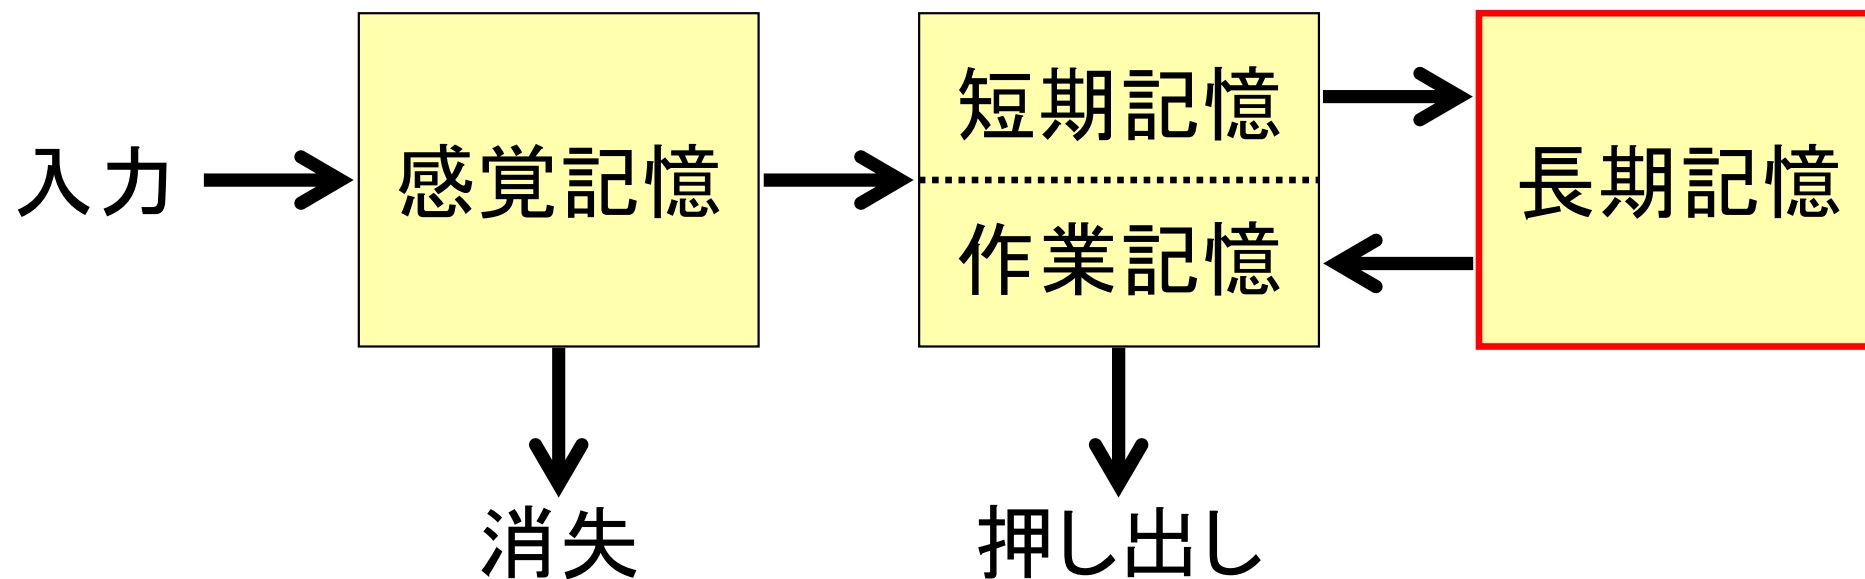 入力
感覚記憶
短期記憶
作業記憶
長期記憶
消失
押し出し